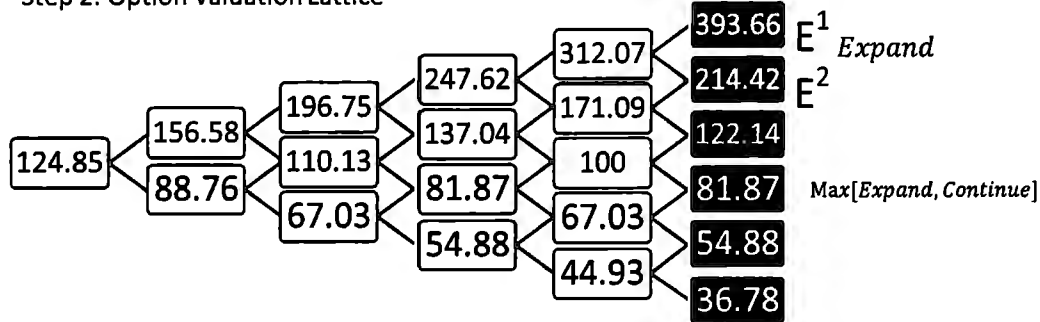 Step 2: Option Valuation Lattice
393.66 E¹ Expand
312.07
247.62 214.42 E²
196.75 171.09
156.58 137.04 122.14
124.85 110.13 100
88.76 81.87 81.87 Max[Expand, Continue]
67.03 67.03
54.88 54.88
44.93
36.78